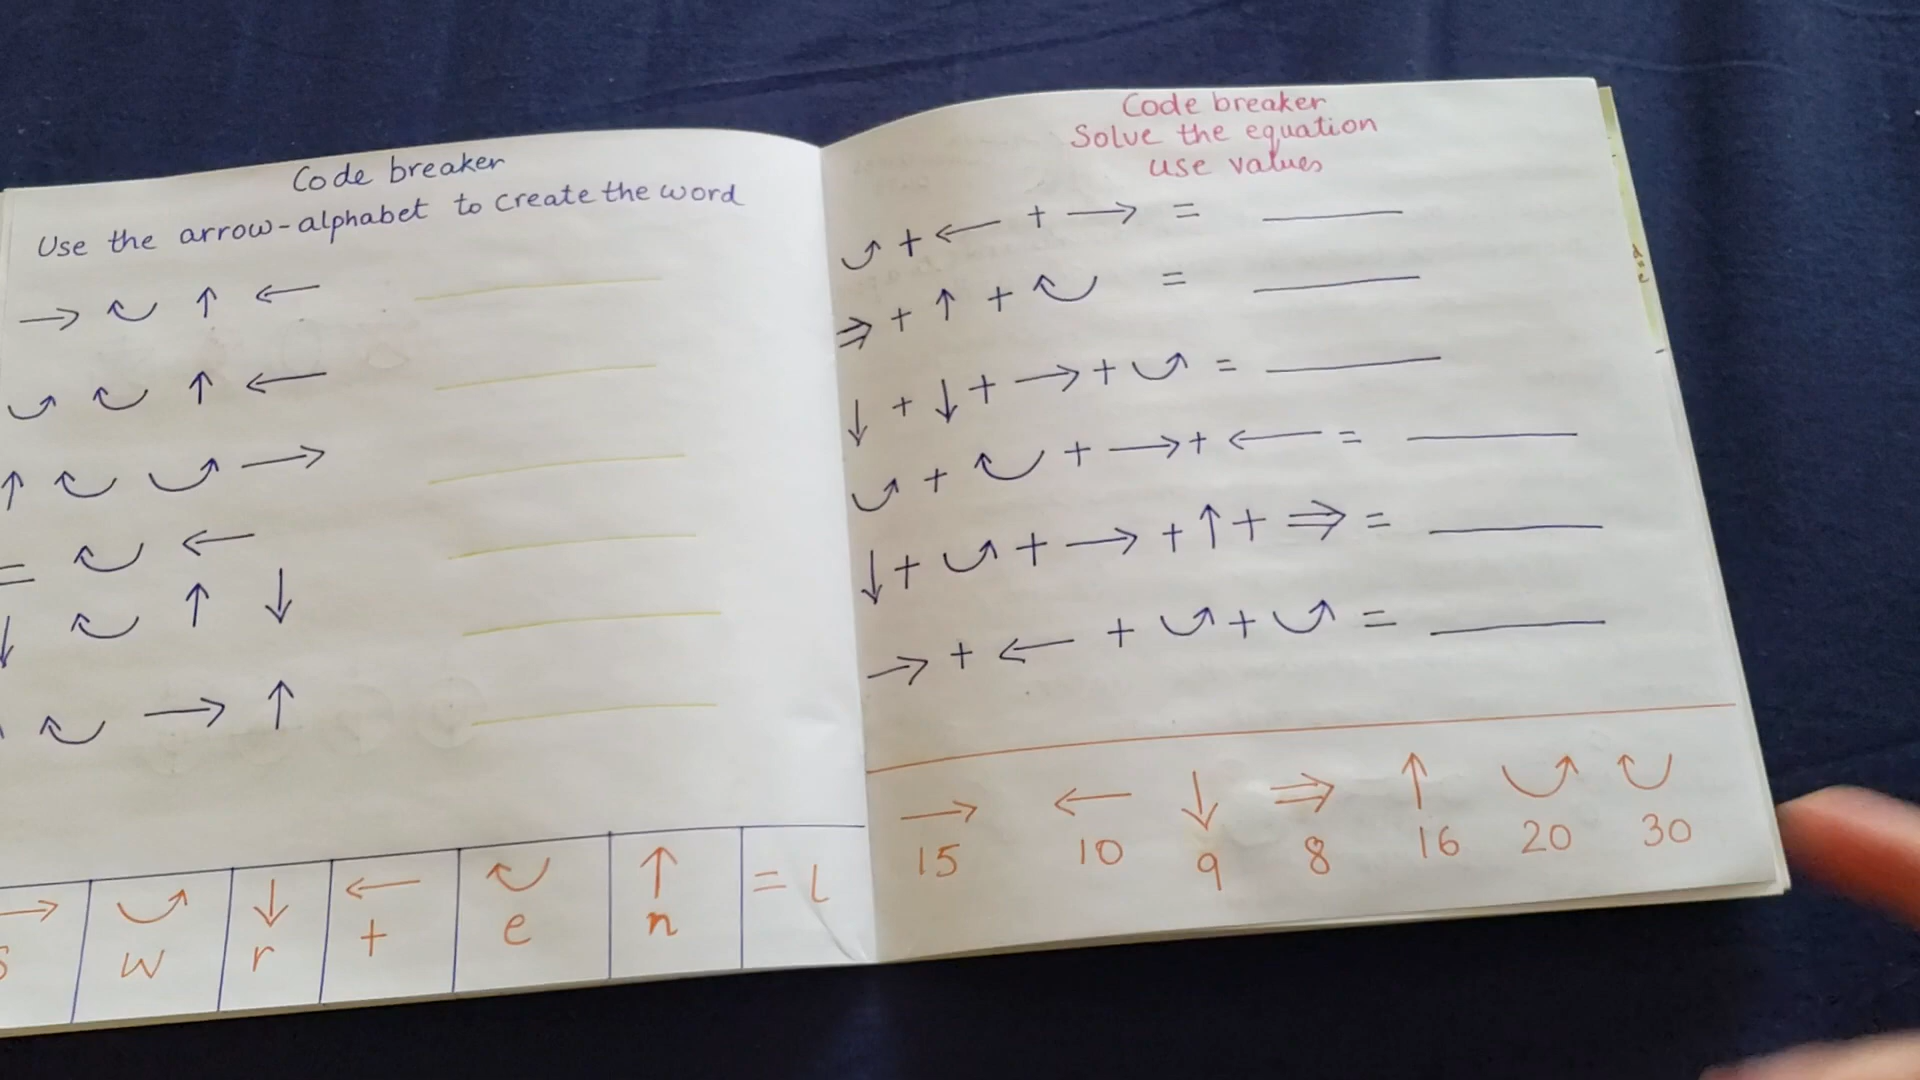 Code breaker
Use the arrow-alphabet to create the word
→ ⤿ ↑ ←
⤻ ⤿ ↑ ←
↑ ⤿ ⤻ →
= ⤿ ←
↓ ⤿ ↑ ↓
⤿ → ↑
→ ⤻ ↓ ← ⤿ ↑ = l
s w r t e n
Code breaker
Solve the equation
use values
⤻ + ← + → =
⇒ + ↑ + ⤿ =
↓ + ↓ + → + ⤻ =
⤻ + ⤿ + → + ← =
↓ + ⤻ + → + ↑ + ⇒ =
→ + ← + ⤻ + ⤻ =
→ ← ↓ ⇒ ↑ ⤻ ⤿
15 10 9 8 16 20 30